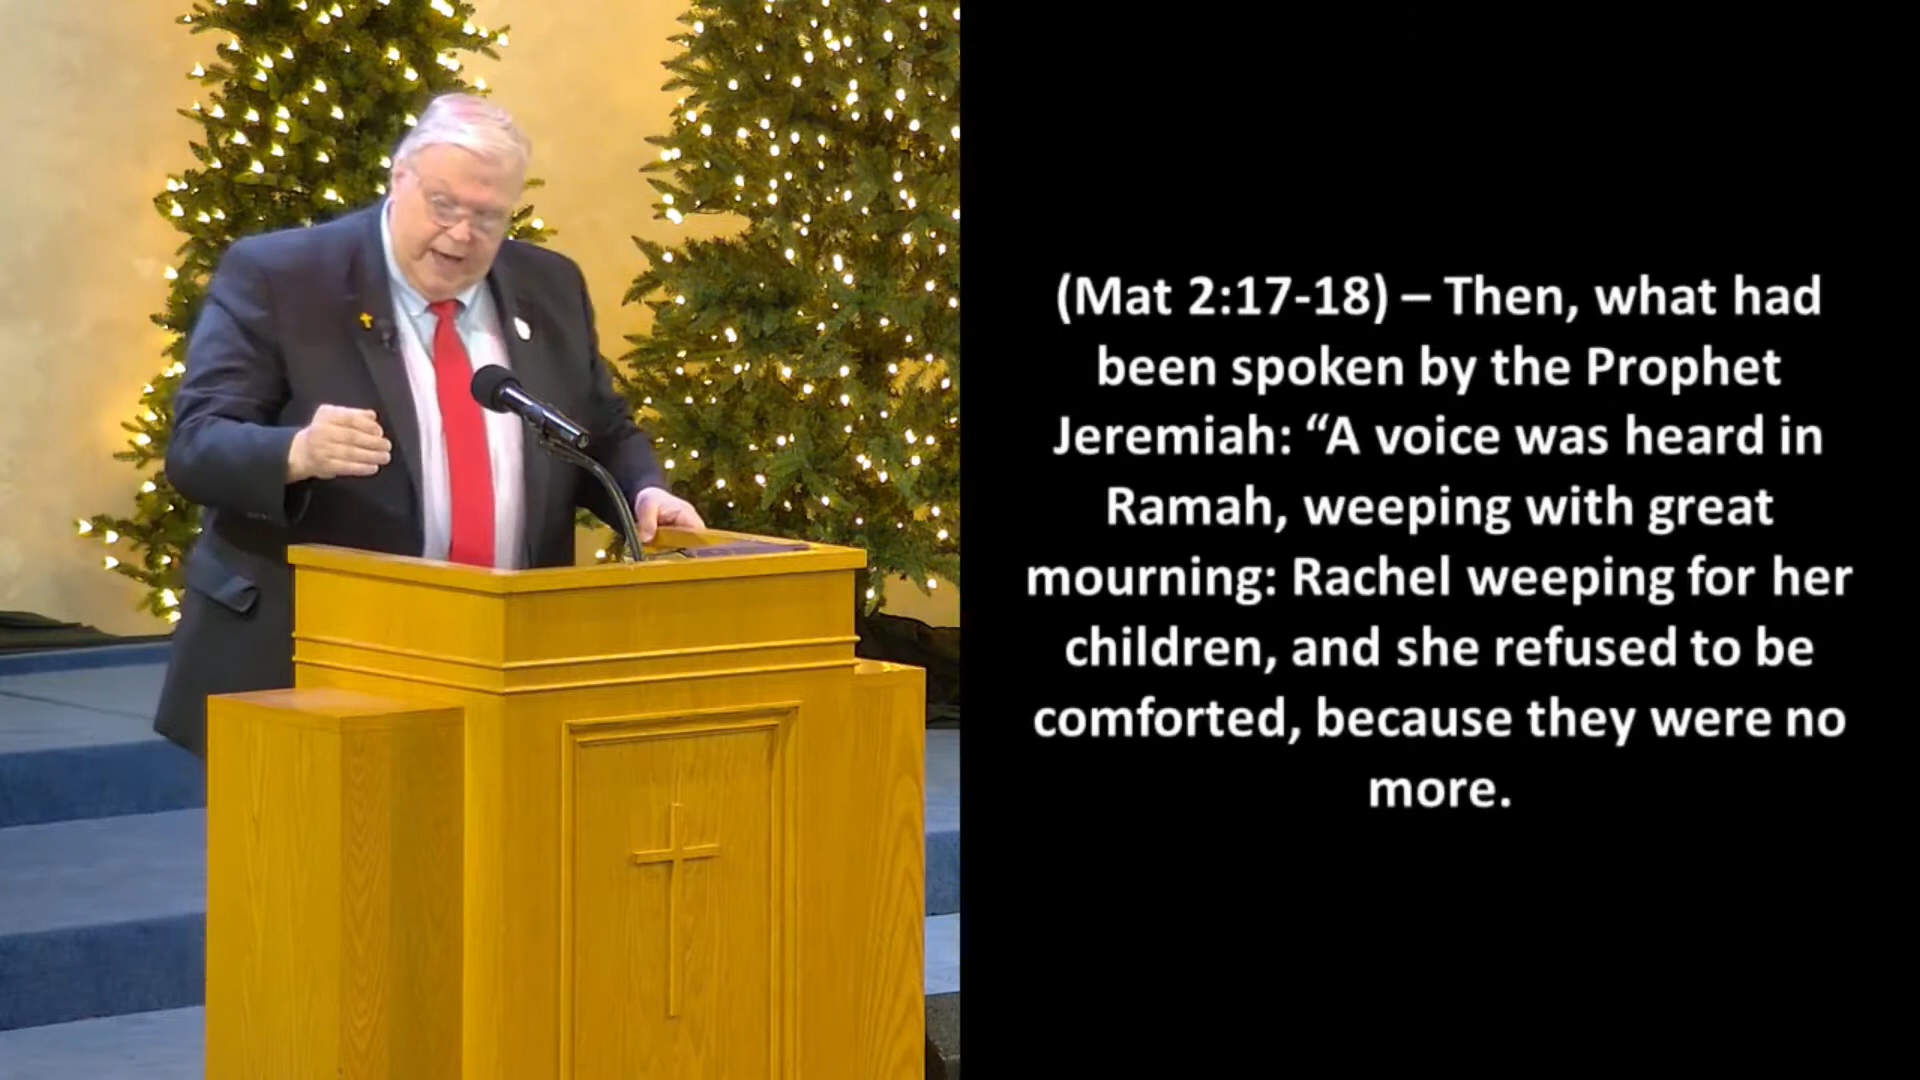 (Mat 2:17-18) – Then, what had
been spoken by the Prophet
Jeremiah: “A voice was heard in
Ramah, weeping with great
mourning: Rachel weeping for her
children, and she refused to be
comforted, because they were no
more.